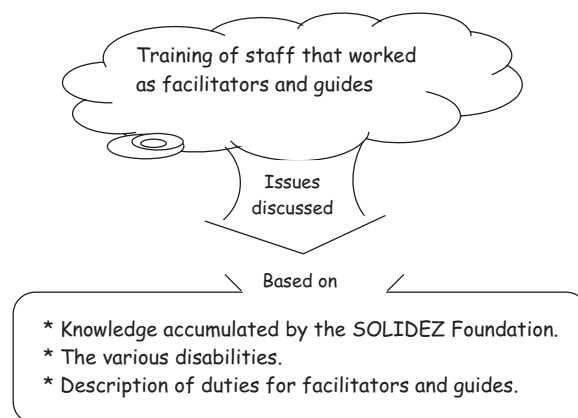 Training of staff that worked
as facilitators and guides
Issues
discussed
Based on
* Knowledge accumulated by the SOLIDEZ Foundation.
* The various disabilities.
* Description of duties for facilitators and guides.